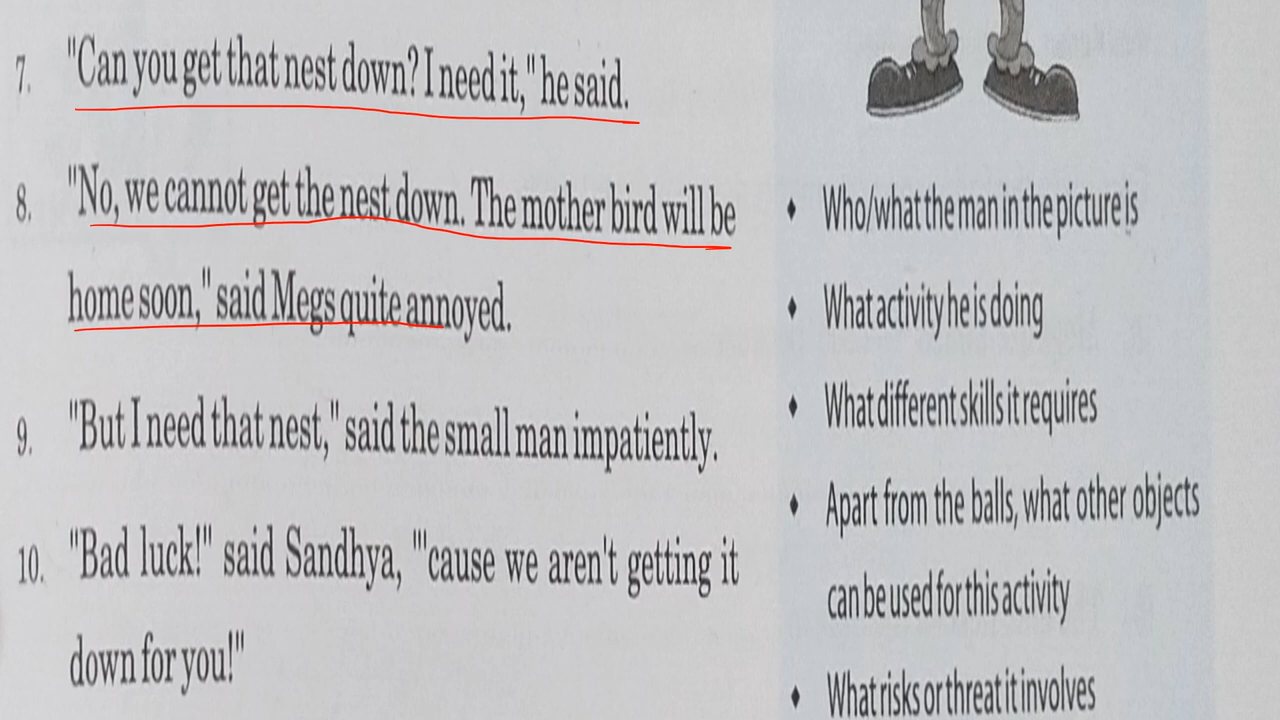 7. "Can you get that nest down? I need it," he said.
8. "No, we cannot get the nest down. The mother bird will be
home soon," said Megs quite annoyed.
9. "But I need that nest," said the small man impatiently.
10. "Bad luck!" said Sandhya, "'cause we aren't getting it
down for you!"
♦ Who/what the man in the picture is
♦ What activity he is doing
♦ What different skills it requires
♦ Apart from the balls, what other objects
can be used for this activity
♦ What risks or threat it involves